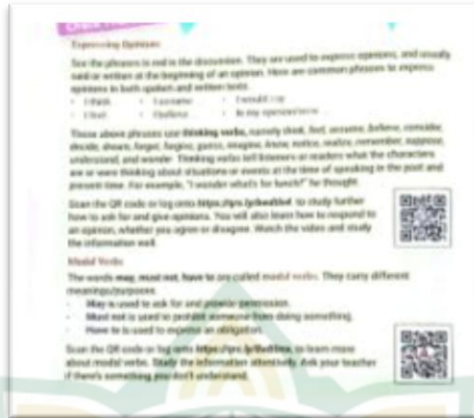 Expressing Opinions
See the phrases in red in the discussion. They are used to express opinions, and usually
said or written at the beginning of an opinion. Here are common phrases to express
opinions in both spoken and written texts.
• I think • I assume • I would say
• I feel • I believe • In my opinion/view
Those above phrases use thinking verbs, namely think, feel, assume, believe, consider,
decide, dream, forget, forgive, guess, imagine, know, notice, realize, remember, suppose,
understand, and wonder. Thinking verbs tell listeners or readers what the characters
are or were thinking about situations or events at the time of speaking in the past and
present time. For example, "I wonder what's for lunch?" he thought.
Scan the QR code or log onto to study further
how to ask for and give opinions. You will also learn how to respond to
an opinion, whether you agree or disagree. Watch the video and study
the information well.
Modal Verbs
The words may, must not, have to are called modal verbs. They carry different
meanings/purposes.
• May is used to ask for and provide permission.
• Must not is used to prohibit someone from doing something.
• Have to is used to express an obligation.
Scan the QR code or log onto to learn more
about modal verbs. Study the information attentively. Ask your teacher
if there's something you don't understand.